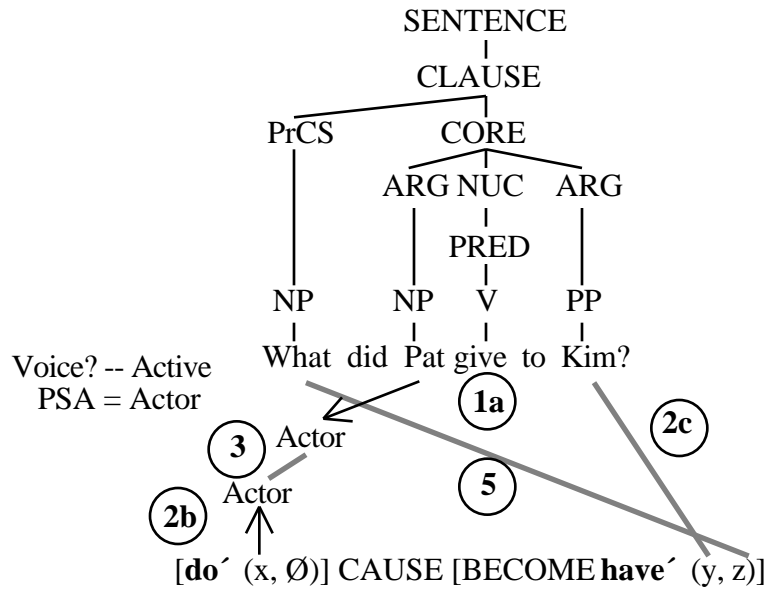 SENTENCE
CLAUSE
PrCS CORE
ARG NUC ARG
PRED
NP NP V PP
What did Pat give to Kim?
Voice? -- Active
PSA = Actor
1a
2c
3 Actor
5
2b Actor
[do´ (x, Ø)] CAUSE [BECOME have´ (y, z)]